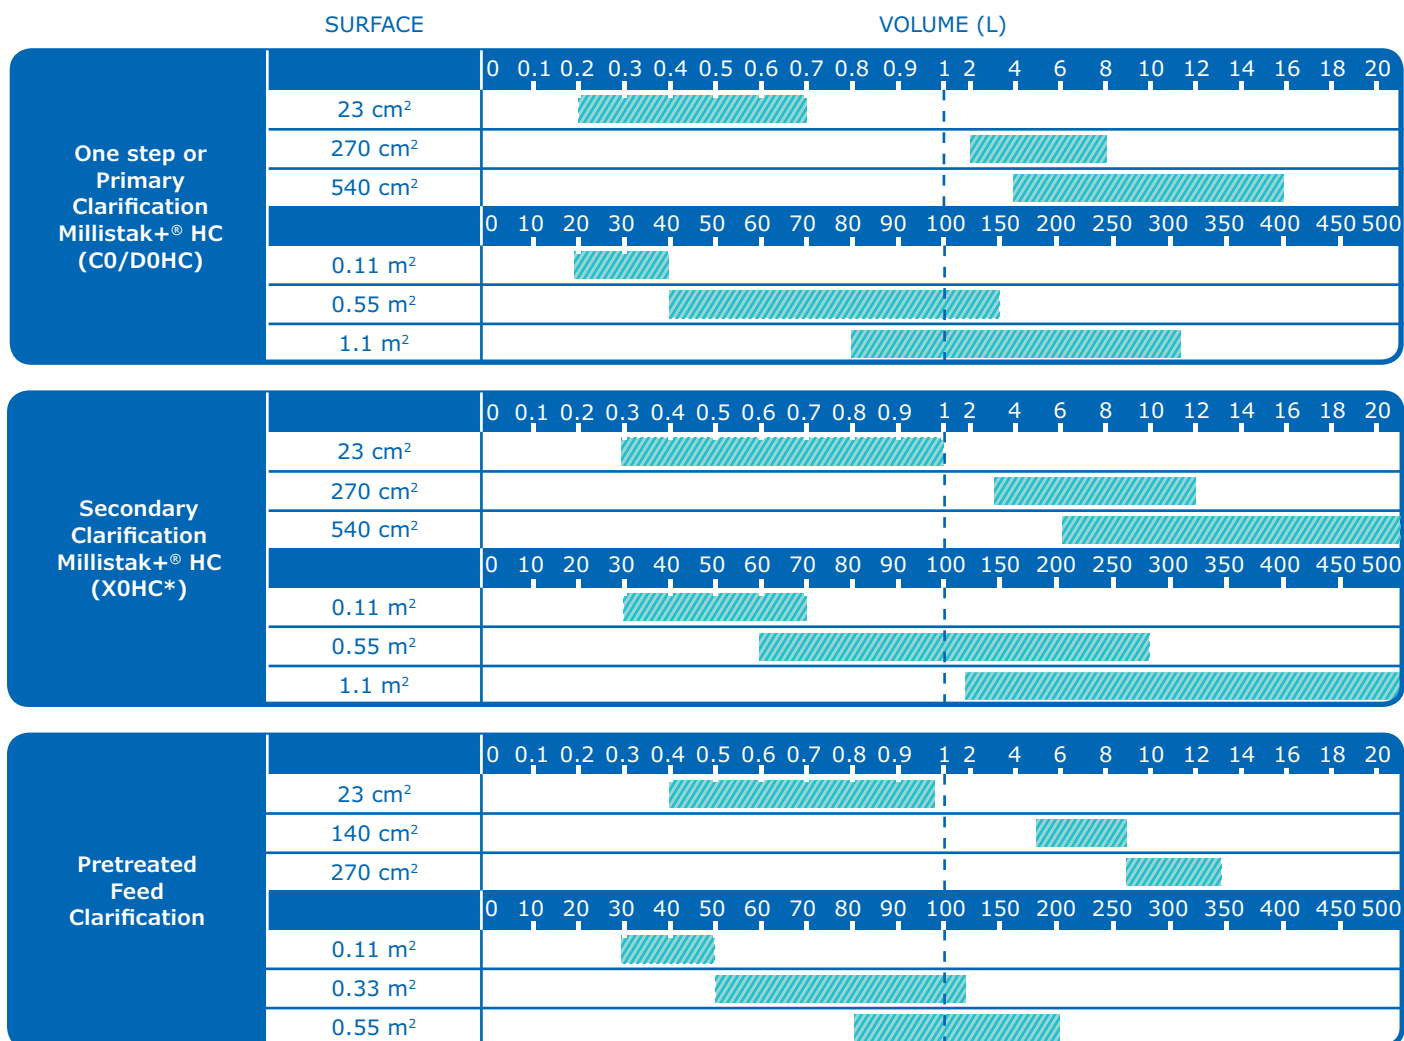 SURFACE VOLUME (L)
0 0.1 0.2 0.3 0.4 0.5 0.6 0.7 0.8 0.9 1 2 4 6 8 10 12 14 16 18 20
One step or
Primary
Clarification
Millistak+® HC
(C0/D0HC)
23 cm²
270 cm²
540 cm²
0 10 20 30 40 50 60 70 80 90 100 150 200 250 300 350 400 450 500
0.11 m²
0.55 m²
1.1 m²
0 0.1 0.2 0.3 0.4 0.5 0.6 0.7 0.8 0.9 1 2 4 6 8 10 12 14 16 18 20
Secondary
Clarification
Millistak+® HC
(X0HC*)
23 cm²
270 cm²
540 cm²
0 10 20 30 40 50 60 70 80 90 100 150 200 250 300 350 400 450 500
0.11 m²
0.55 m²
1.1 m²
0 0.1 0.2 0.3 0.4 0.5 0.6 0.7 0.8 0.9 1 2 4 6 8 10 12 14 16 18 20
Pretreated
Feed
Clarification
23 cm²
140 cm²
270 cm²
0 10 20 30 40 50 60 70 80 90 100 150 200 250 300 350 400 450 500
0.11 m²
0.33 m²
0.55 m²